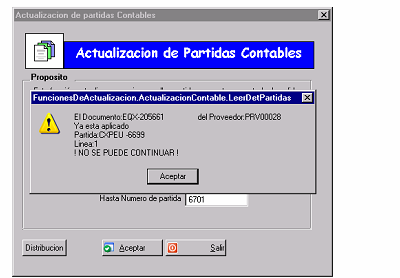 Actualizacion de partidas Contables
Actualizacion de Partidas Contables
Proposito
FuncionesDeActualizacion.ActualizacionContable.LeerDetPartidas
El Documento:EQX-205661 del Proveedor:PRV00028
Ya esta aplicado
Partida:CXPEU -6699
Linea:1
! NO SE PUEDE CONTINUAR !
Aceptar
Hasta Numero de partida 6701
Distribucion Aceptar Salir